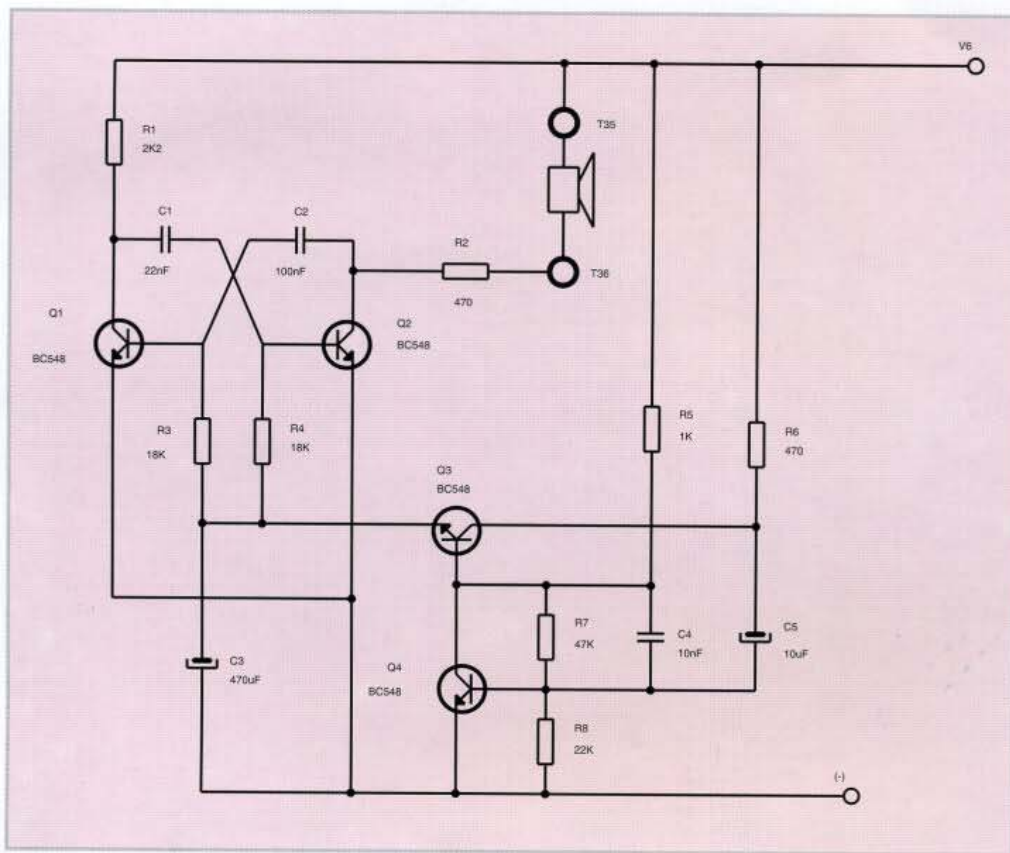 V6
T35
R1
2K2
C1
C2
R2
22nF
100nF
T36
470
Q1
Q2
BC548
BC548
R5
1K
R3
18K
R4
18K
R6
470
Q3
BC548
R7
47K
C4
10nF
C5
10uF
C3
470uF
Q4
BC548
R8
22K
(-)